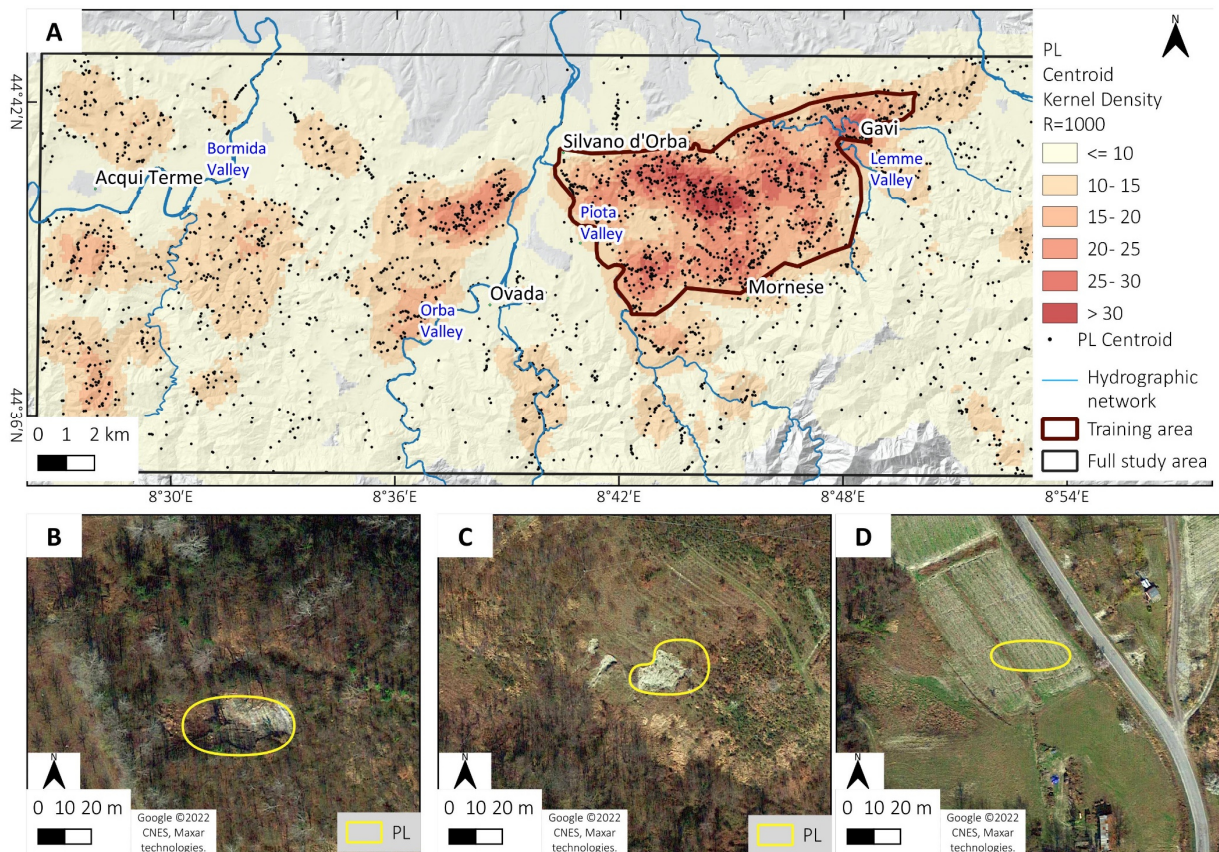 A
N
44°42'N
44°36'N
Bormida
Valley
Acqui Terme
Silvano d'Orba
Gavi
Lemme
Valley
Piota
Valley
Mornese
Ovada
Orba
Valley
0 1 2 km
8°30'E
8°36'E
8°42'E
8°48'E
8°54'E
PL
Centroid
Kernel Density
R=1000
<= 10
10- 15
15- 20
20- 25
25- 30
> 30
PL Centroid
Hydrographic
network
Training area
Full study area
B
N
0 10 20 m
Google ©2022
CNES, Maxar
technologies.
PL
C
N
0 10 20 m
Google ©2022
CNES, Maxar
technologies.
PL
D
N
0 10 20 m
Google ©2022
CNES, Maxar
technologies.
PL